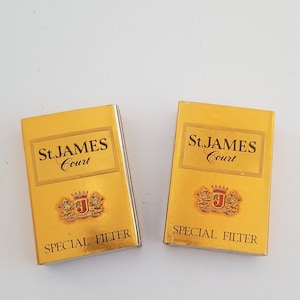 St. JAMES
Court
J
SPECIAL FILTER
St. JAMES
Court
J
SPECIAL FILTER